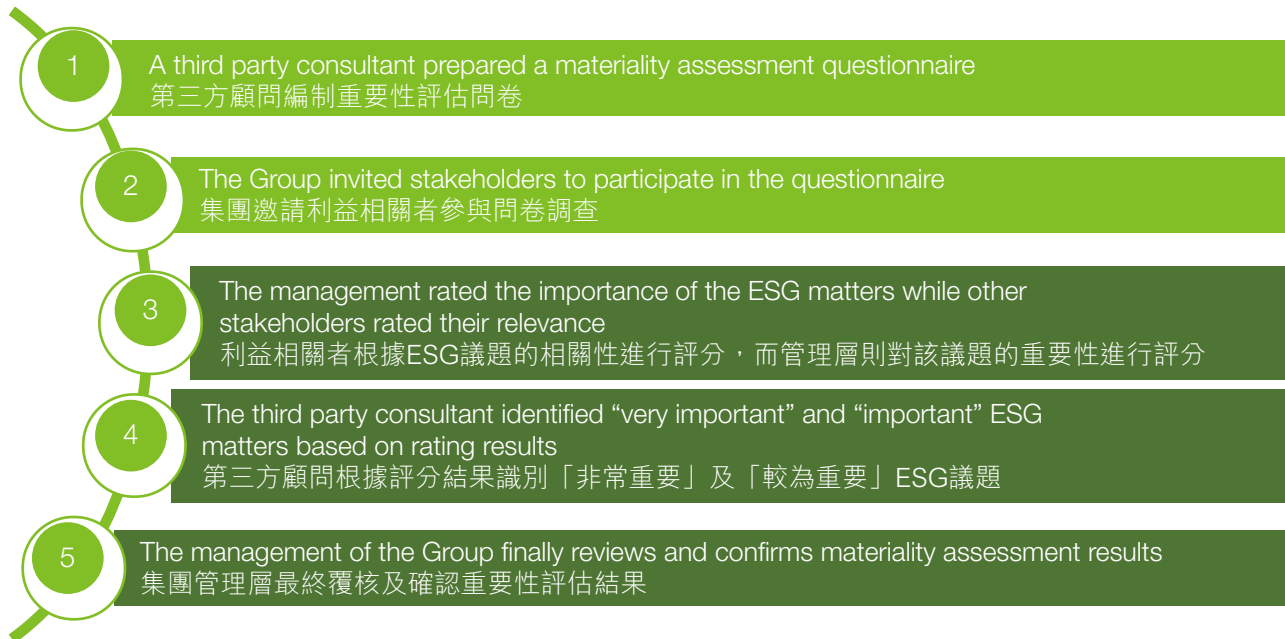 1
A third party consultant prepared a materiality assessment questionnaire
第三方顧問編制重要性評估問卷
2
The Group invited stakeholders to participate in the questionnaire
集團邀請利益相關者參與問卷調查
3
The management rated the importance of the ESG matters while other
stakeholders rated their relevance
利益相關者根據ESG議題的相關性進行評分，而管理層則對該議題的重要性進行評分
4
The third party consultant identified “very important” and “important” ESG
matters based on rating results
第三方顧問根據評分結果識別「非常重要」及「較為重要」ESG議題
5
The management of the Group finally reviews and confirms materiality assessment results
集團管理層最終覆核及確認重要性評估結果